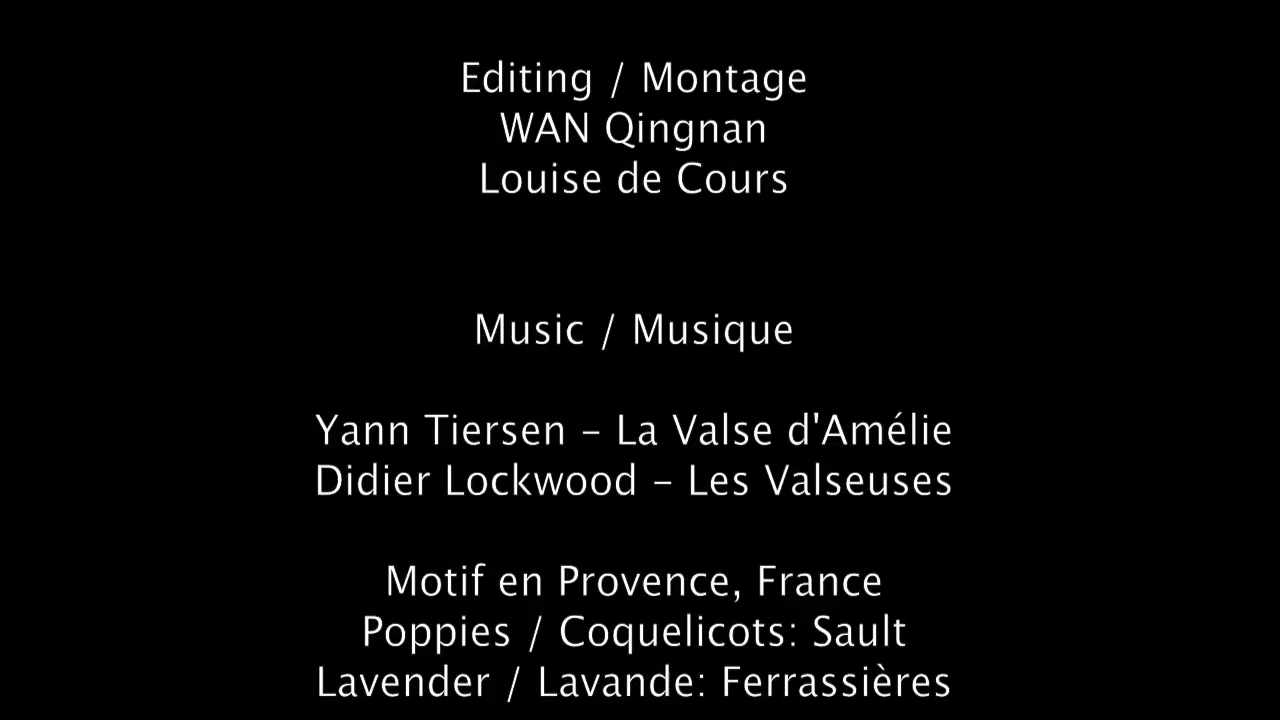 Editing / Montage
WAN Qingnan
Louise de Cours
Music / Musique
Yann Tiersen – La Valse d'Amélie
Didier Lockwood – Les Valseuses
Motif en Provence, France
Poppies / Coquelicots: Sault
Lavender / Lavande: Ferrassières